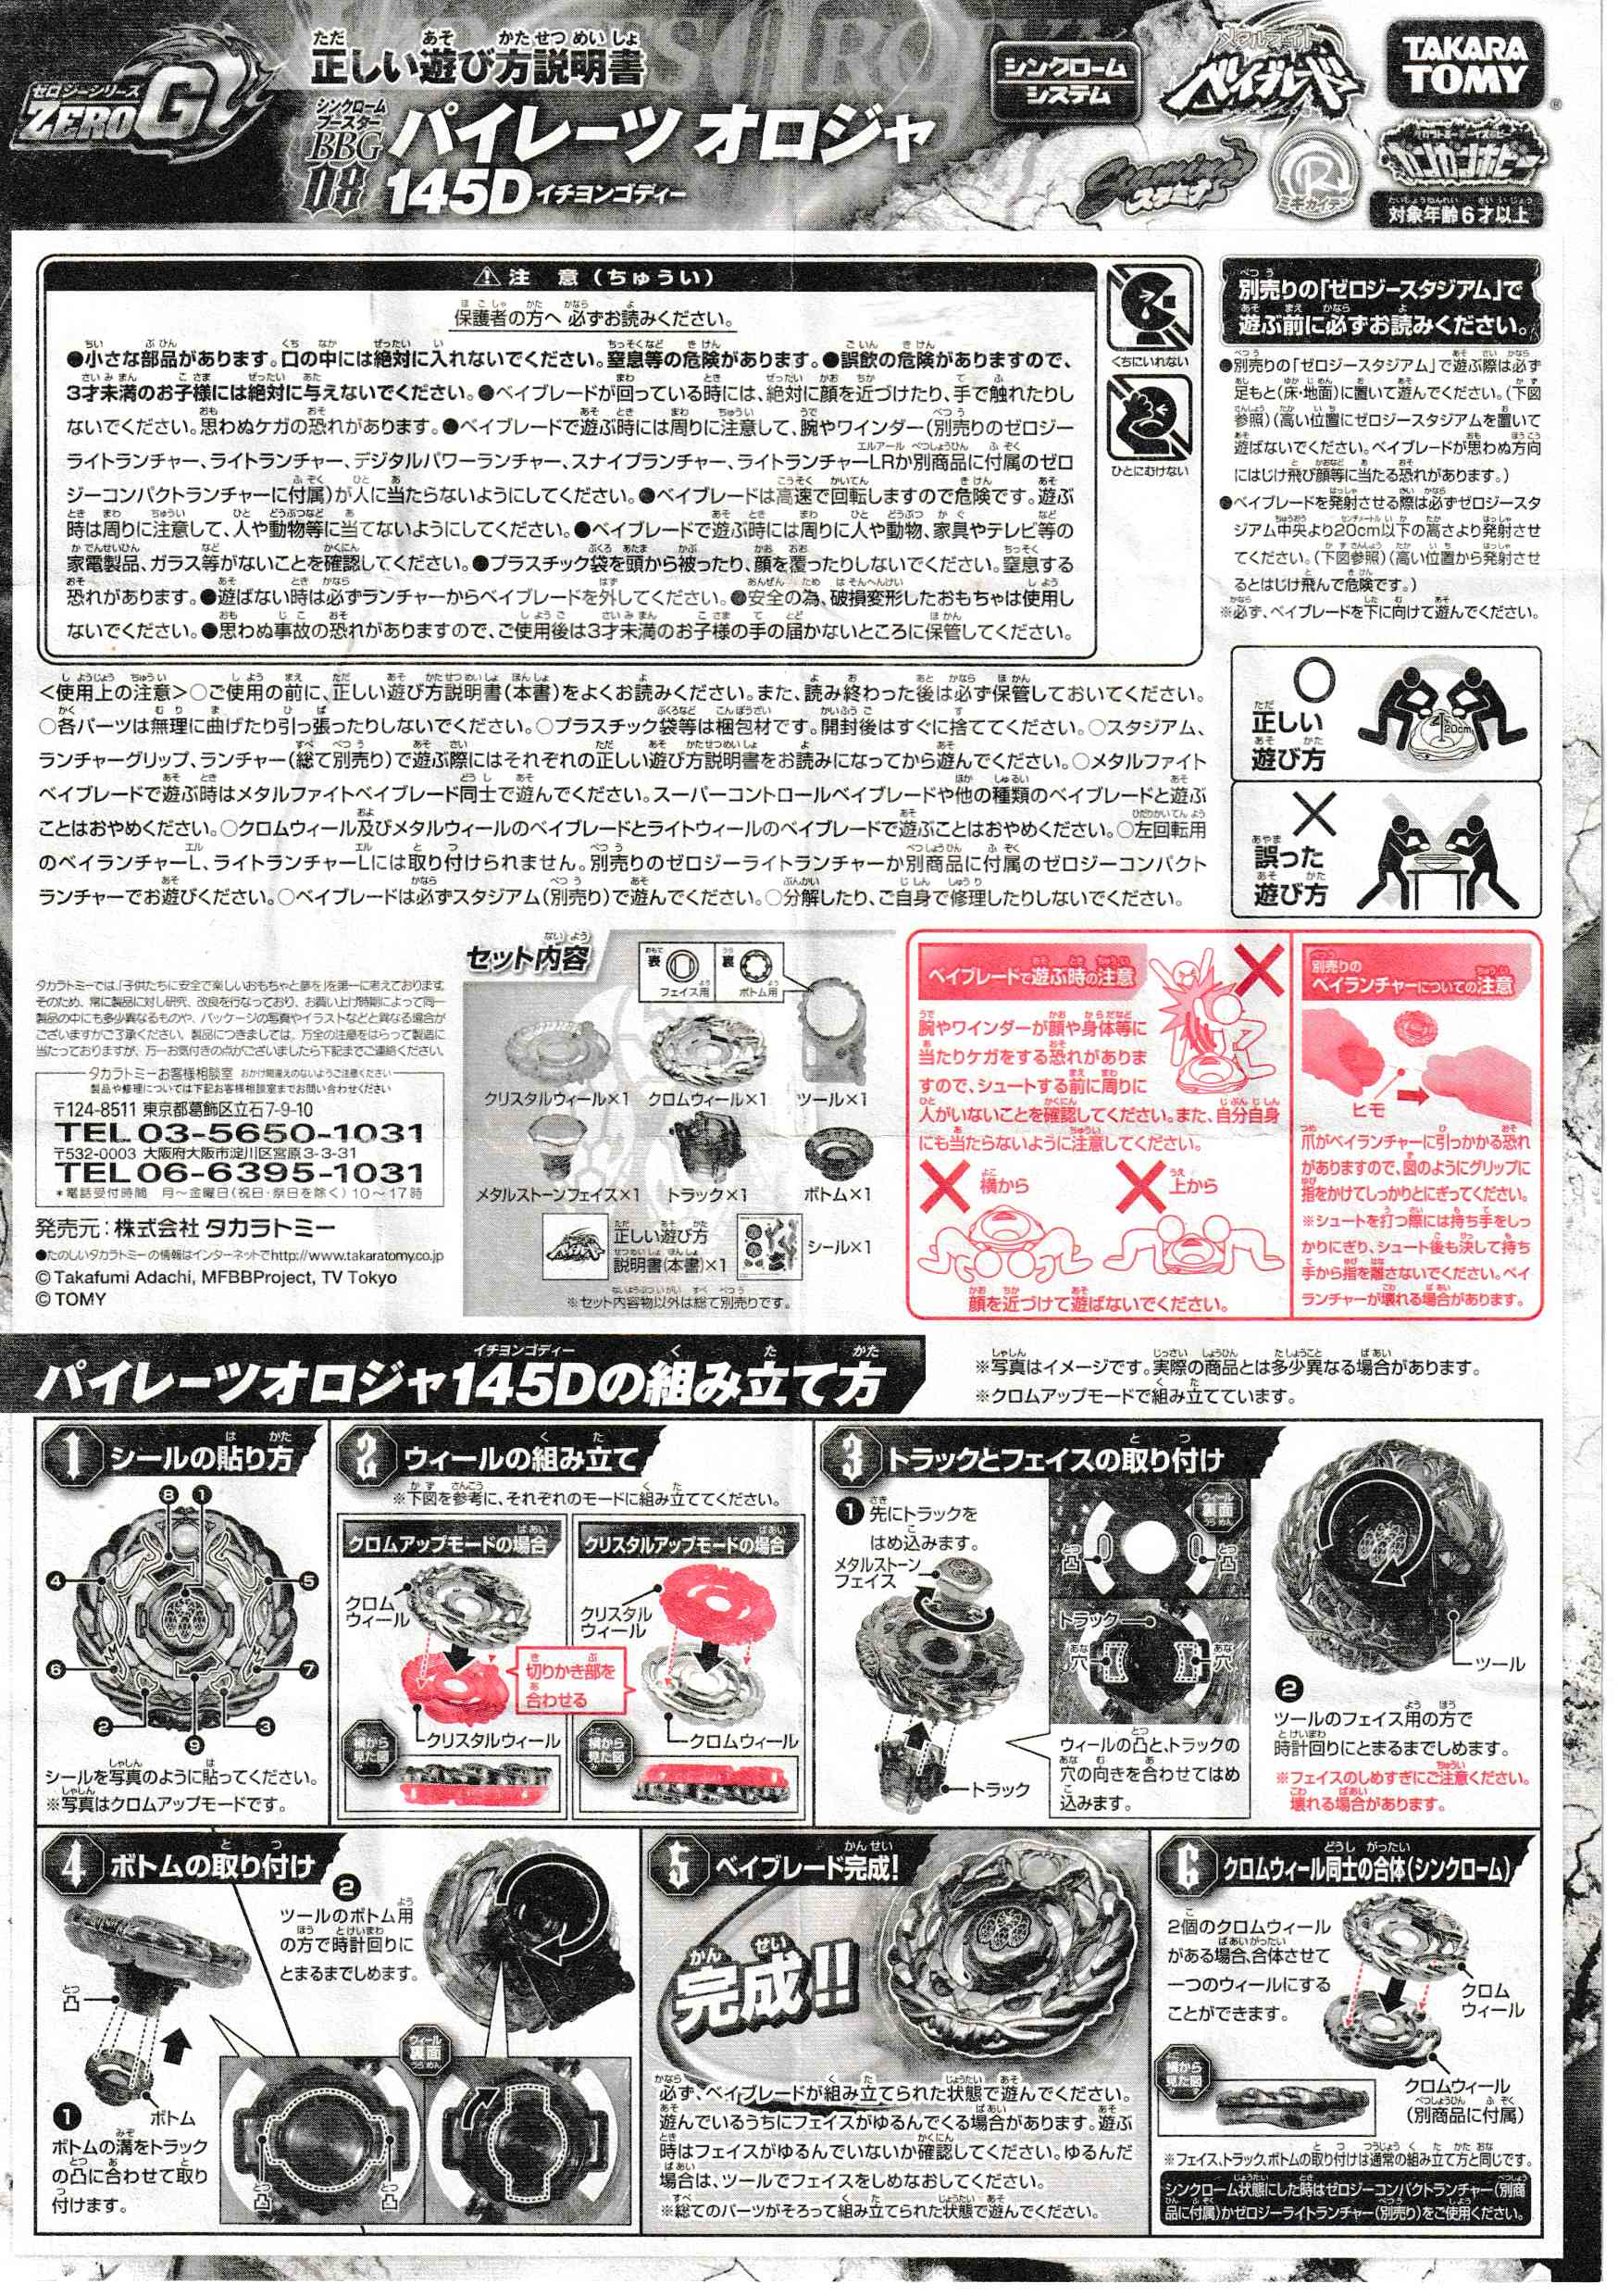 ゼロジーシリーズ
ZERO G
正しい遊び方説明書
シンクローム
ブースター
BBG
08
パイレーツ オロジャ
145D イチヨンゴディー
シンクローム
システム
メタルファイト
ベイブレード
TAKARA
TOMY
Stamina
スタミナ
R
ミギカイテン
カンカンホビー
対象年齢6才以上
⚠注 意(ちゅうい)
保護者の方へ 必ずお読みください。
●小さな部品があります。口の中には絶対に入れないでください。窒息等の危険があります。●誤飲の危険がありますので、
3才未満のお子様には絶対に与えないでください。●ベイブレードが回っている時には、絶対に顔を近づけたり、手で触れたりし
ないでください。思わぬケガの恐れがあります。●ベイブレードで遊ぶ時には周りに注意して、腕やワインダー(別売りのゼロジー
ライトランチャー、ライトランチャー、デジタルパワーランチャー、スナイプランチャー、ライトランチャーLRか別商品に付属のゼロ
ジーコンパクトランチャーに付属)が人に当たらないようにしてください。●ベイブレードは高速で回転しますので危険です。遊ぶ
時は周りに注意して、人や動物等に当てないようにしてください。●ベイブレードで遊ぶ時には周りに人や動物、家具やテレビ等の
家電製品、ガラス等がないことを確認してください。●プラスチック袋を頭から被ったり、顔を覆ったりしないでください。窒息する
恐れがあります。●遊ばない時は必ずランチャーからベイブレードを外してください。●安全の為、破損変形したおもちゃは使用し
ないでください。●思わぬ事故の恐れがありますので、ご使用後は3才未満のお子様の手の届かないところに保管してください。
くちにいれない
ひとにむけない
別売りの「ゼロジースタジアム」で
遊ぶ前に必ずお読みください。
●別売りの「ゼロジースタジアム」で遊ぶ際は必ず
足もと(床・地面)に置いて遊んでください。(下図
参照)(高い位置にゼロジースタジアムを置いて
遊ばないでください。ベイブレードが思わぬ方向
にはじけ飛び顔等に当たる恐れがあります。)
●ベイブレードを発射させる際は必ずゼロジースタ
ジアム中央より20cm以下の高さより発射させ
てください。(下図参照)(高い位置から発射させ
るとはじけ飛んで危険です。)
※必ず、ベイブレードを下に向けて遊んでください。
正しい
遊び方
20cm
誤った
遊び方
<使用上の注意>○ご使用の前に、正しい遊び方説明書(本書)をよくお読みください。また、読み終わった後は必ず保管しておいてください。
○各パーツは無理に曲げたり引っ張ったりしないでください。○プラスチック袋等は梱包材です。開封後はすぐに捨ててください。○スタジアム、
ランチャーグリップ、ランチャー(総て別売り)で遊ぶ際にはそれぞれの正しい遊び方説明書をお読みになってから遊んでください。○メタルファイト
ベイブレードで遊ぶ時はメタルファイトベイブレード同士で遊んでください。スーパーコントロールベイブレードや他の種類のベイブレードと遊ぶ
ことはおやめください。○クロムウィール及びメタルウィールのベイブレードとライトウィールのベイブレードで遊ぶことはおやめください。○左回転用
のベイランチャーL、ライトランチャーLには取り付けられません。別売りのゼロジーライトランチャーか別商品に付属のゼロジーコンパクト
ランチャーでお遊びください。○ベイブレードは必ずスタジアム(別売り)で遊んでください。○分解したり、ご自身で修理したりしないでください。
タカラトミーでは、「子供たちに安全で楽しいおもちゃと夢を」を第一に考えております。
そのため、常に製品に対し研究、改良を行なっており、お買い上げ時期によって同一
製品の中にも多少異なるものや、パッケージの写真やイラストなどと異なる場合が
ございますがご了承ください。製品につきましては、万全の注意をはらって製造に
当たっておりますが、万一お気付きの点がございましたら下記までご連絡ください。
タカラトミーお客様相談室 おかけ間違えのないようご注意ください
製品や修理については下記お客様相談室までお問い合わせください
〒124-8511 東京都葛飾区立石7-9-10
TEL 03-5650-1031
〒532-0003 大阪府大阪市淀川区宮原3-3-31
TEL 06-6395-1031
*電話受付時間 月~金曜日(祝日・祭日を除く)10~17時
発売元:株式会社 タカラトミー
●たのしいタカラトミーの情報はインターネットでhttp://www.takaratomy.co.jp
© Takafumi Adachi, MFBBProject, TV Tokyo
© TOMY
セット内容
表
フェイス用
裏
ボトム用
クリスタルウィール×1
クロムウィール×1
ツール×1
メタルストーンフェイス×1
トラック×1
ボトム×1
正しい遊び方
説明書(本書)×1
シール×1
※セット内容物以外は総て別売りです。
ベイブレードで遊ぶ時の注意
腕やワインダーが顔や身体等に
当たりケガをする恐れがありま
すので、シュートする前に周りに
人がいないことを確認してください。また、自分自身
にも当たらないように注意してください。
横から
上から
顔を近づけて遊ばないでください。
別売りの
ベイランチャーについての注意
ヒモ
爪がベイランチャーに引っかかる恐れ
がありますので、図のようにグリップに
指をかけてしっかりとにぎってください。
※シュートを打つ際には持ち手をしっ
かりにぎり、シュート後も決して持ち
手から指を離さないでください。ベイ
ランチャーが壊れる場合があります。
パイレーツオロジャ145Dの組み立て方
イチヨンゴディー
※写真はイメージです。実際の商品とは多少異なる場合があります。
※クロムアップモードで組み立てています。
1 シールの貼り方
8
1
4
5
6
7
2
3
9
シールを写真のように貼ってください。
※写真はクロムアップモードです。
2 ウィールの組み立て
※下図を参考に、それぞれのモードに組み立ててください。
クロムアップモードの場合
クロム
ウィール
切りかき部を
合わせる
クリスタルウィール
横から
見た図
クリスタルアップモードの場合
クリスタル
ウィール
クロムウィール
横から
見た図
3 トラックとフェイスの取り付け
1 先にトラックを
はめ込みます。
メタルストーン
フェイス
トラック
ウィール
裏面
凸
凸
トラック
穴
穴
ウィールの凸と、トラックの
穴の向きを合わせてはめ
込みます。
ツール
2
ツールのフェイス用の方で
時計回りにとまるまでしめます。
※フェイスのしめすぎにご注意ください。
壊れる場合があります。
4 ボトムの取り付け
凸
ボトム
1
ボトムの溝をトラック
の凸に合わせて取り
付けます。
2
ツールのボトム用
の方で時計回りに
とまるまでしめます。
ウィール
裏面
凸
凸
5 ベイブレード完成!
完成!!
必ず、ベイブレードが組み立てられた状態で遊んでください。
遊んでいるうちにフェイスがゆるんでくる場合があります。遊ぶ
時はフェイスがゆるんでいないか確認してください。ゆるんだ
場合は、ツールでフェイスをしめなおしてください。
※総てのパーツがそろって組み立てられた状態で遊んでください。
6 クロムウィール同士の合体(シンクローム)
2個のクロムウィール
がある場合、合体させて
一つのウィールにする
ことができます。
クロム
ウィール
横から
見た図
クロムウィール
(別商品に付属)
※フェイス、トラック、ボトムの取り付けは通常の組み立て方と同じです。
シンクローム状態にした時はゼロジーコンパクトランチャー(別商
品に付属)かゼロジーライトランチャー(別売り)をご使用ください。